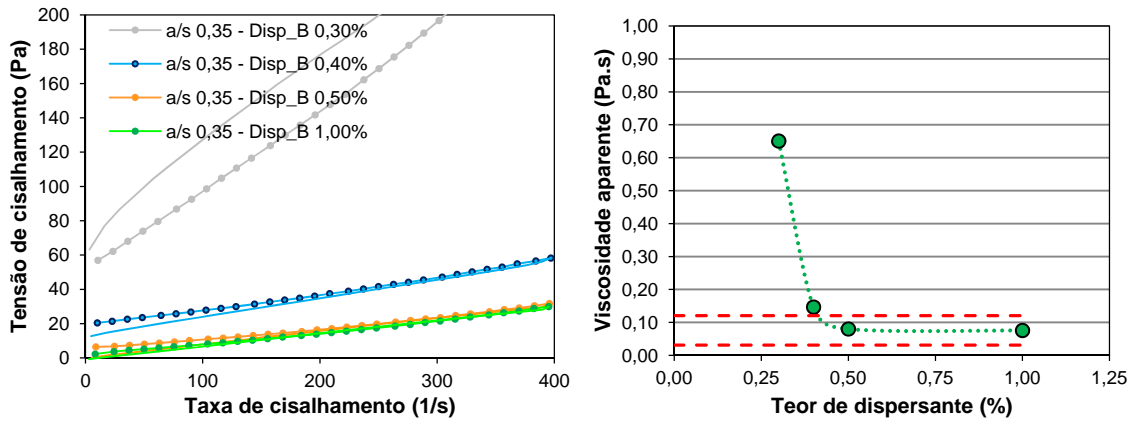 200
180
160
140
120
100
80
60
40
20
0
Tensão de cisalhamento (Pa)
a/s 0,35 - Disp_B 0,30%
a/s 0,35 - Disp_B 0,40%
a/s 0,35 - Disp_B 0,50%
a/s 0,35 - Disp_B 1,00%
0 100 200 300 400
Taxa de cisalhamento (1/s)
1,00
0,90
0,80
0,70
0,60
0,50
0,40
0,30
0,20
0,10
0,00
Viscosidade aparente (Pa.s)
0,00 0,25 0,50 0,75 1,00 1,25
Teor de dispersante (%)